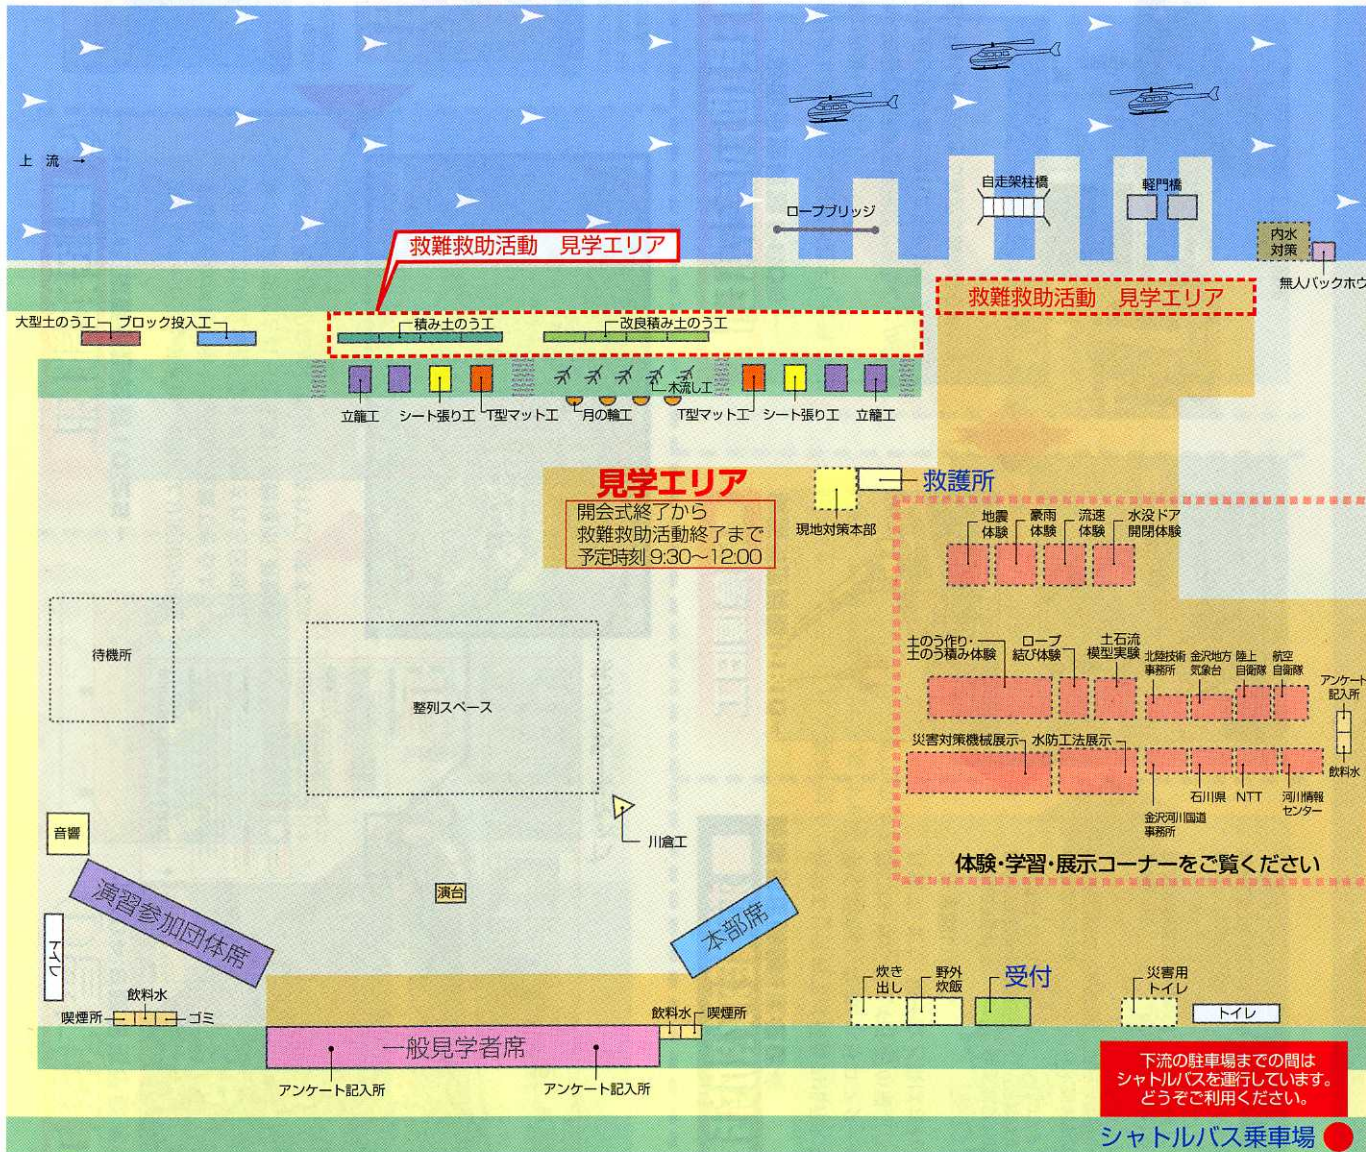 上流 →
ロープブリッジ
自走架柱橋
軽門橋
内水
対策
無人バックホウ
救難救助活動 見学エリア
救難救助活動 見学エリア
大型土のう工
ブロック投入工
積み土のう工
改良積み土のう工
木流し工
立籠工
シート張り工
T型マット工
月の輪工
T型マット工
シート張り工
立籠工
見学エリア
開会式終了から
救難救助活動終了まで
予定時刻 9:30～12:00
救護所
現地対策本部
地震
体験
豪雨
体験
流速
体験
水没ドア
開閉体験
待機所
整列スペース
土のう作り・
土のう積み体験
ロープ
結び体験
土石流
模型実験
北陸技術
事務所
金沢地方
気象台
陸上
自衛隊
航空
自衛隊
アンケート
記入所
飲料水
災害対策機械展示
水防工法展示
金沢河川国道
事務所
石川県
NTT
河川情報
センター
体験・学習・展示コーナーをご覧ください
音響
川倉工
演台
演習参加団体席
本部席
トイレ
飲料水
喫煙所
ゴミ
飲料水
喫煙所
炊き
出し
野外
炊飯
受付
災害用
トイレ
トイレ
一般見学者席
アンケート記入所
アンケート記入所
下流の駐車場までの間は
シャトルバスを運行しています。
どうぞご利用ください。
シャトルバス乗車場